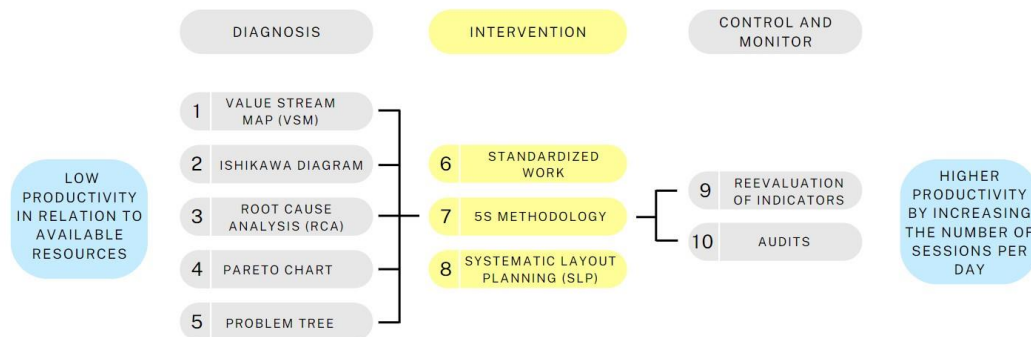 DIAGNOSIS
INTERVENTION
CONTROL AND
MONITOR
LOW
PRODUCTIVITY
IN RELATION TO
AVAILABLE
RESOURCES
1 VALUE STREAM
MAP (VSM)
2 ISHIKAWA DIAGRAM
3 ROOT CAUSE
ANALYSIS (RCA)
4 PARETO CHART
5 PROBLEM TREE
6 STANDARDIZED
WORK
7 5S METHODOLOGY
8 SYSTEMATIC LAYOUT
PLANNING (SLP)
9 REEVALUATION
OF INDICATORS
10 AUDITS
HIGHER
PRODUCTIVITY
BY INCREASING
THE NUMBER OF
SESSIONS PER
DAY